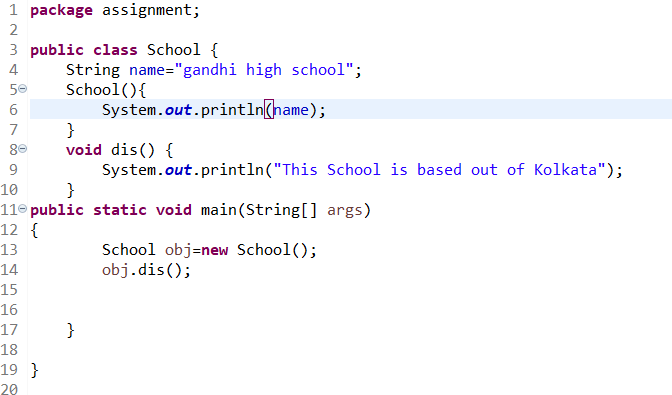 1 package assignment;
2
3 public class School {
4     String name="gandhi high school";
5     School(){
6         System.out.println(name);
7     }
8     void dis() {
9         System.out.println("This School is based out of Kolkata");
10     }
11 public static void main(String[] args)
12 {
13         School obj=new School();
14         obj.dis();
15
16
17     }
18
19 }
20